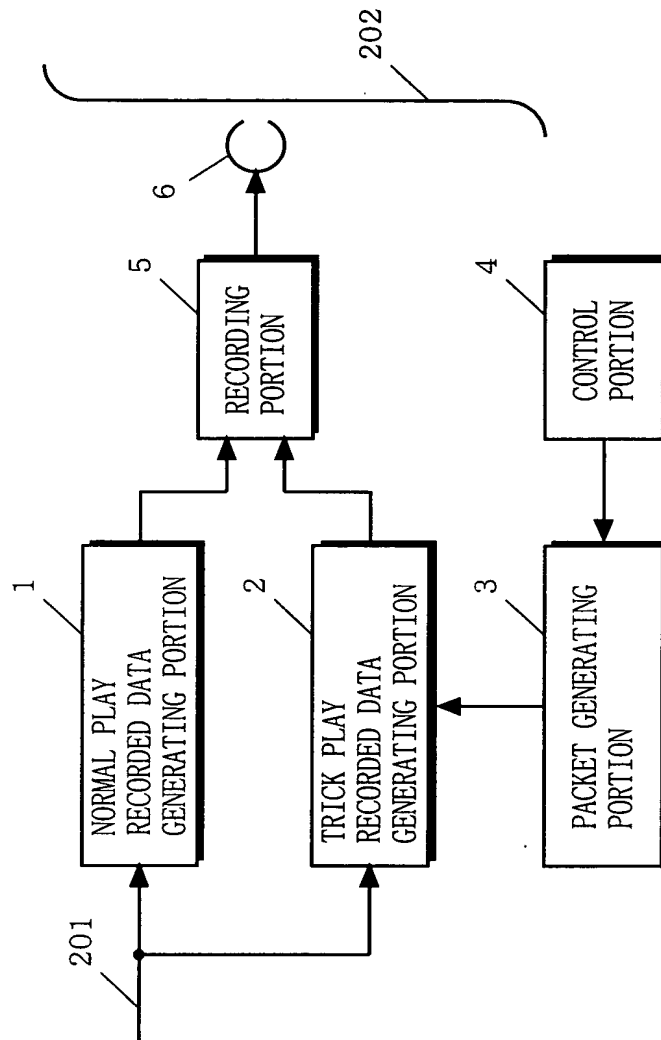 201
1
NORMAL PLAY
RECORDED DATA
GENERATING PORTION
5
RECORDING
PORTION
6
202
2
TRICK PLAY
RECORDED DATA
GENERATING PORTION
3
PACKET GENERATING
PORTION
4
CONTROL
PORTION